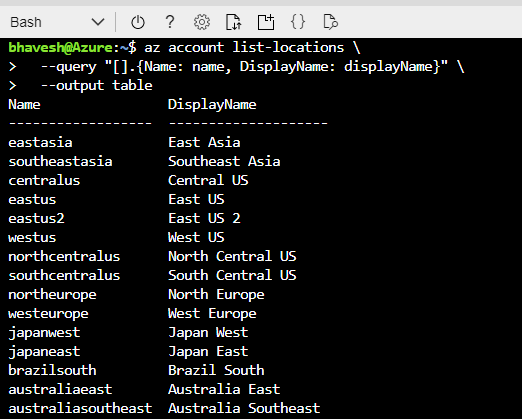 Bash
bhavesh@Azure:~$ az account list-locations \
>   --query "[].{Name: name, DisplayName: displayName}" \
>   --output table
Name                DisplayName
------------------  --------------------
eastasia            East Asia
southeastasia       Southeast Asia
centralus           Central US
eastus              East US
eastus2             East US 2
westus              West US
northcentralus      North Central US
southcentralus      South Central US
northeurope         North Europe
westeurope          West Europe
japanwest           Japan West
japaneast           Japan East
brazilsouth         Brazil South
australiaeast       Australia East
australiasoutheast  Australia Southeast